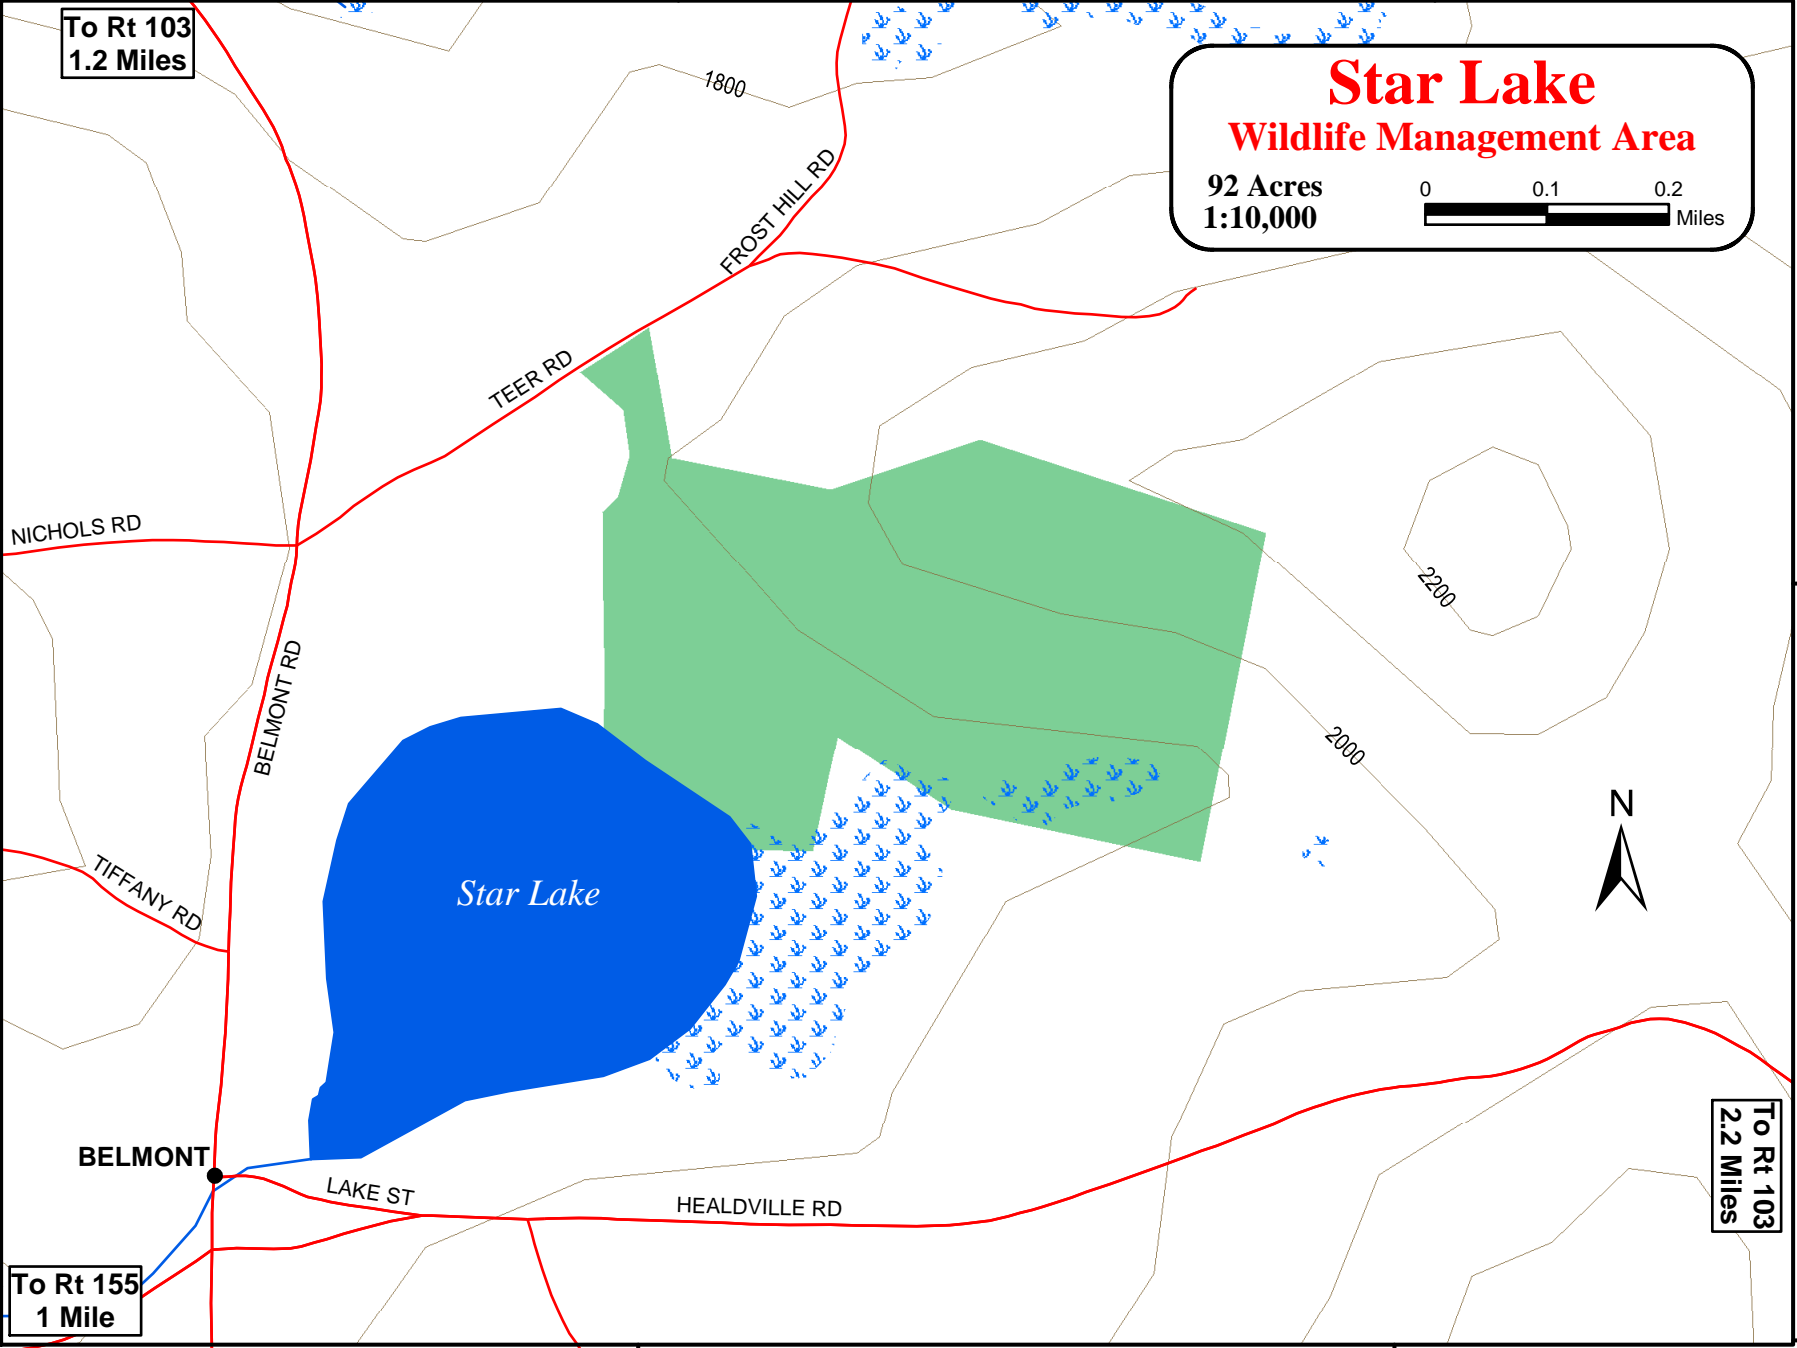 To Rt 103
1.2 Miles
1800
Star Lake
Wildlife Management Area
92 Acres
1:10,000
0 0.1 0.2
Miles
FROST HILL RD
TEER RD
NICHOLS RD
2200
BELMONT RD
2000
N
TIFFANY RD
Star Lake
BELMONT
LAKE ST
HEALDVILLE RD
To Rt 103
2.2 Miles
To Rt 155
1 Mile